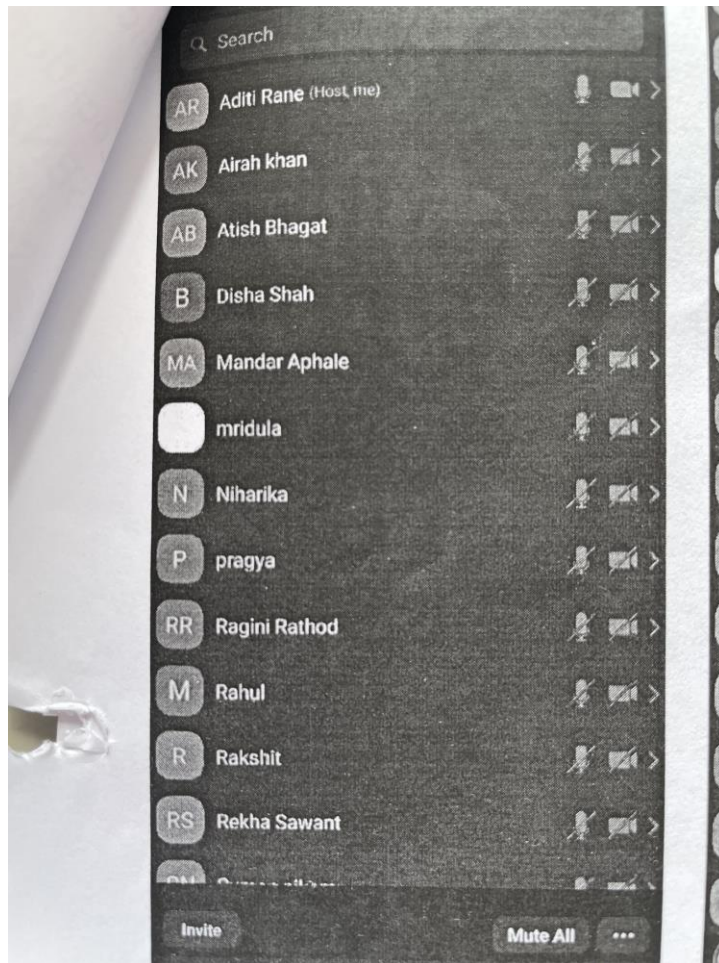 Search
AR Aditi Rane (Host, me)
AK Airah khan
AB Atish Bhagat
B Disha Shah
MA Mandar Aphale
mridula
N Niharika
P pragya
RR Ragini Rathod
M Rahul
R Rakshit
RS Rekha Sawant
Invite Mute All ...